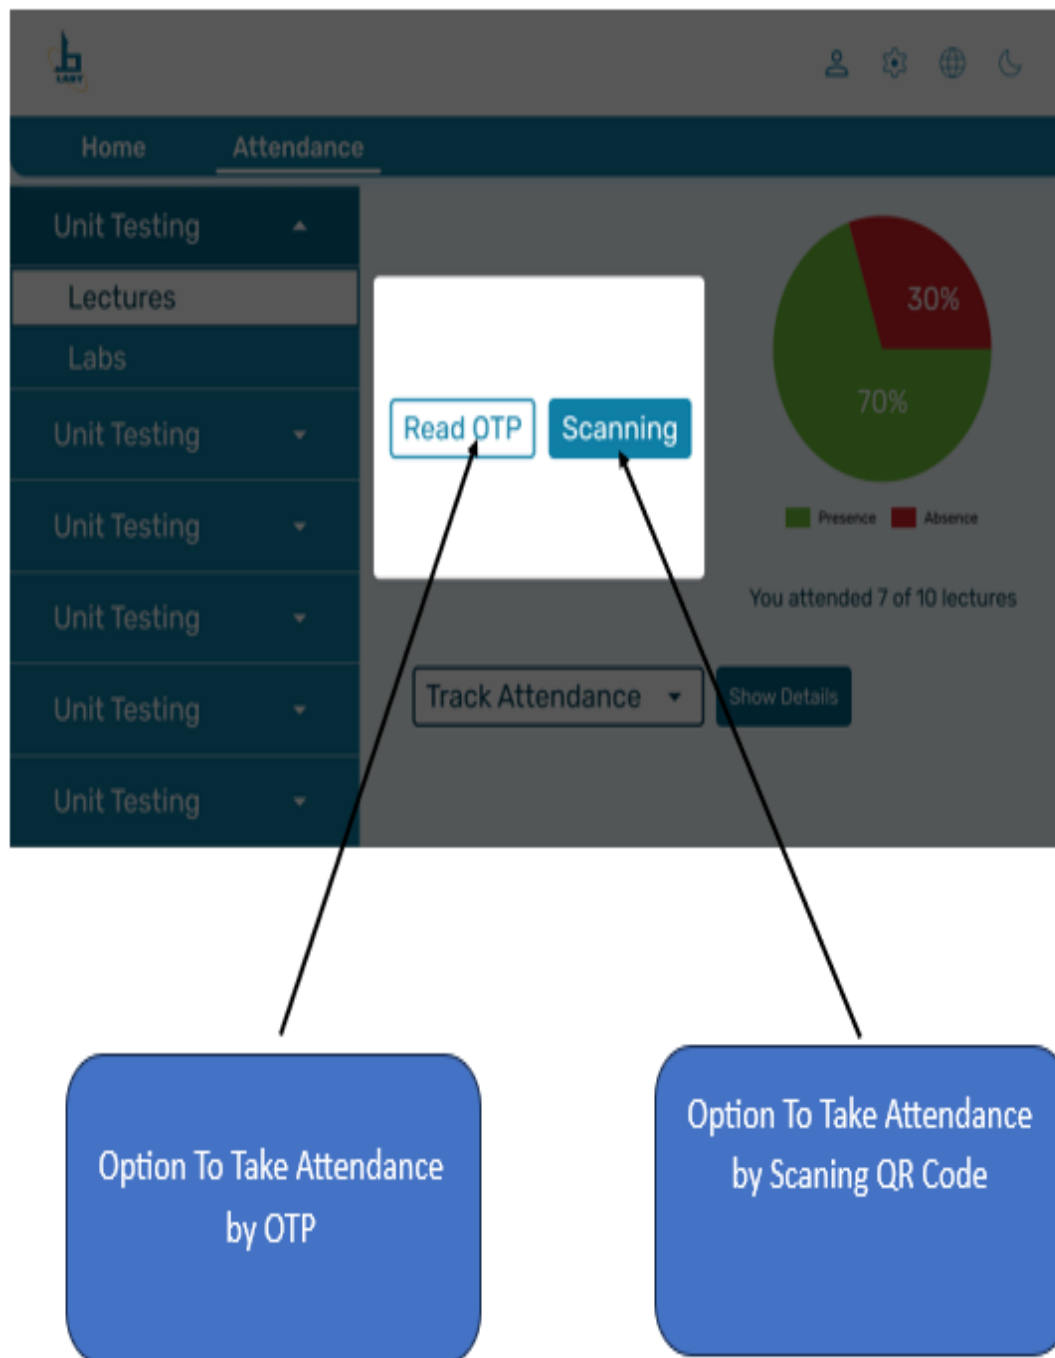 LABY
Home Attendance
Unit Testing
Lectures
Labs
Unit Testing
Unit Testing
Unit Testing
Unit Testing
Unit Testing
Read OTP Scanning
30%
70%
Presence Absence
You attended 7 of 10 lectures
Track Attendance Show Details
Option To Take Attendance
by OTP
Option To Take Attendance
by Scaning QR Code